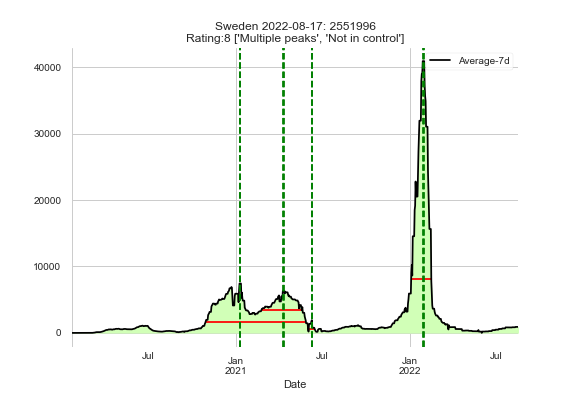 Sweden 2022-08-17: 2551996
Rating:8 ['Multiple peaks', 'Not in control']
Average-7d
40000
30000
20000
10000
0
Jul
Jan
2021
Jul
Jan
2022
Jul
Date